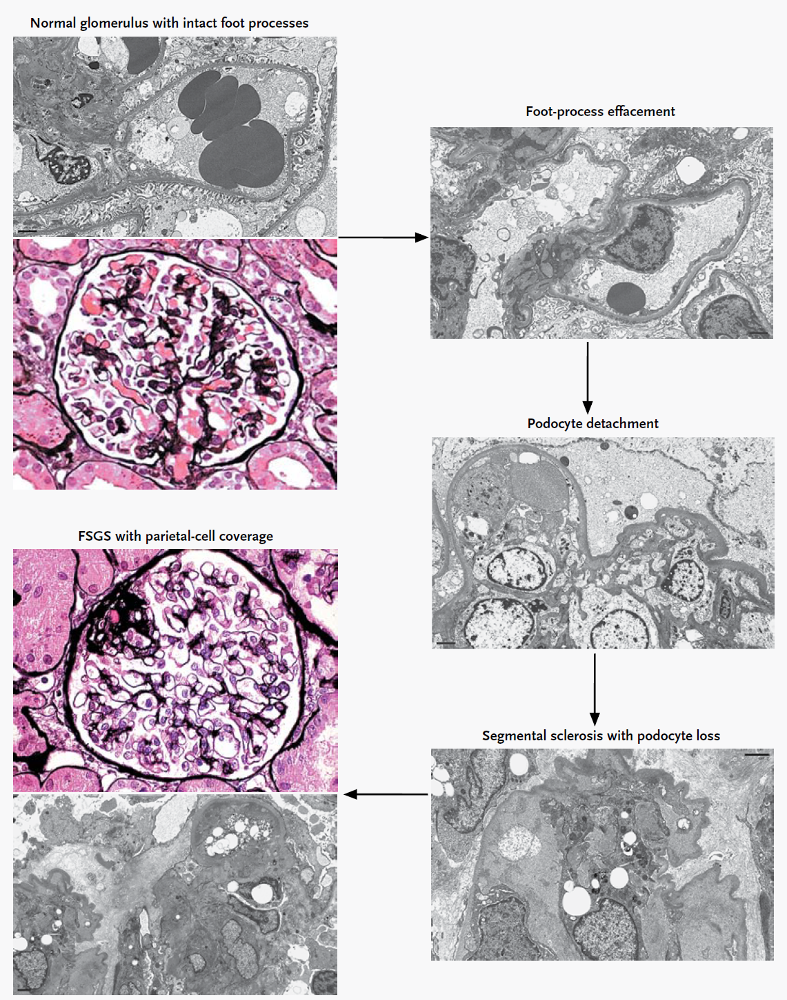 Normal glomerulus with intact foot processes
Foot-process effacement
Podocyte detachment
Segmental sclerosis with podocyte loss
FSGS with parietal-cell coverage